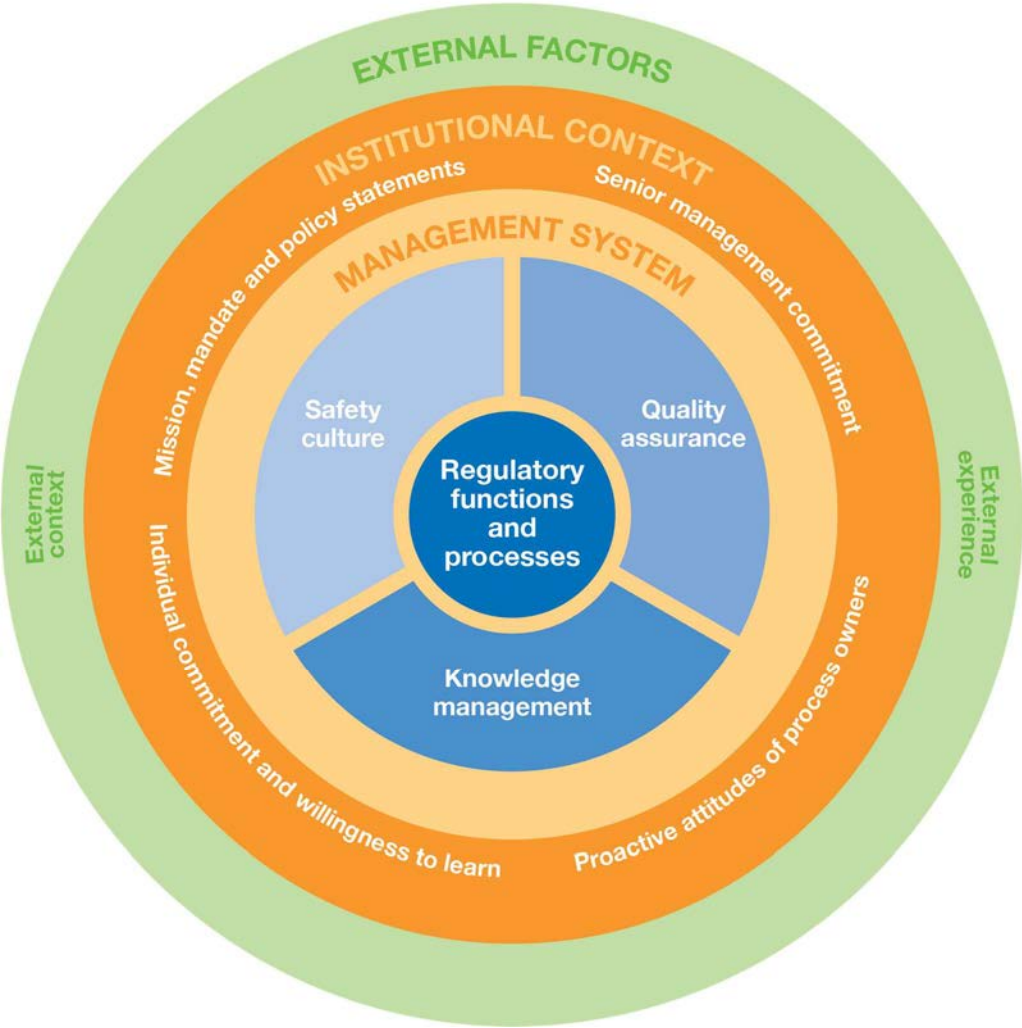 EXTERNAL FACTORS
INSTITUTIONAL CONTEXT
Mission, mandate and policy statements
Senior management commitment
MANAGEMENT SYSTEM
Safety
culture
Quality
assurance
Regulatory
functions
and
processes
External
context
External
experience
Knowledge
management
Individual commitment and willingness to learn
Proactive attitudes of process owners